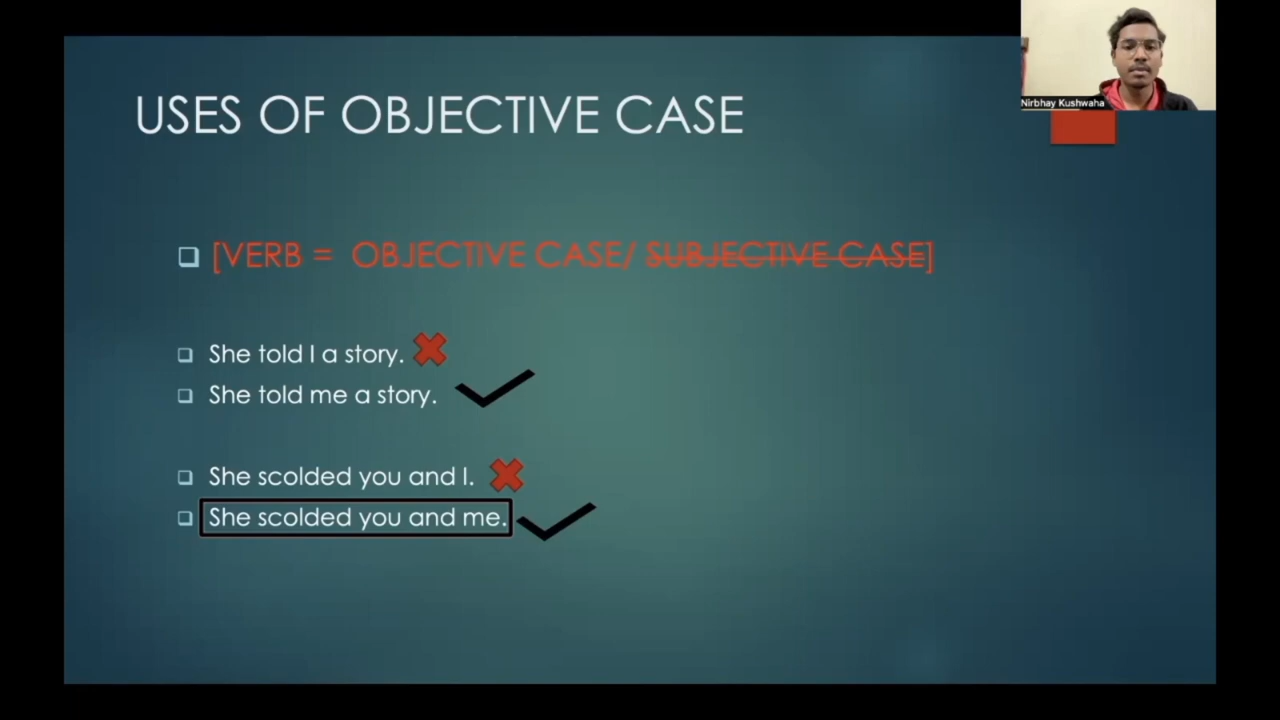 USES OF OBJECTIVE CASE
Nirbhay Kushwaha
[VERB = OBJECTIVE CASE/ SUBJECTIVE CASE]
She told I a story.
She told me a story.
She scolded you and I.
She scolded you and me.